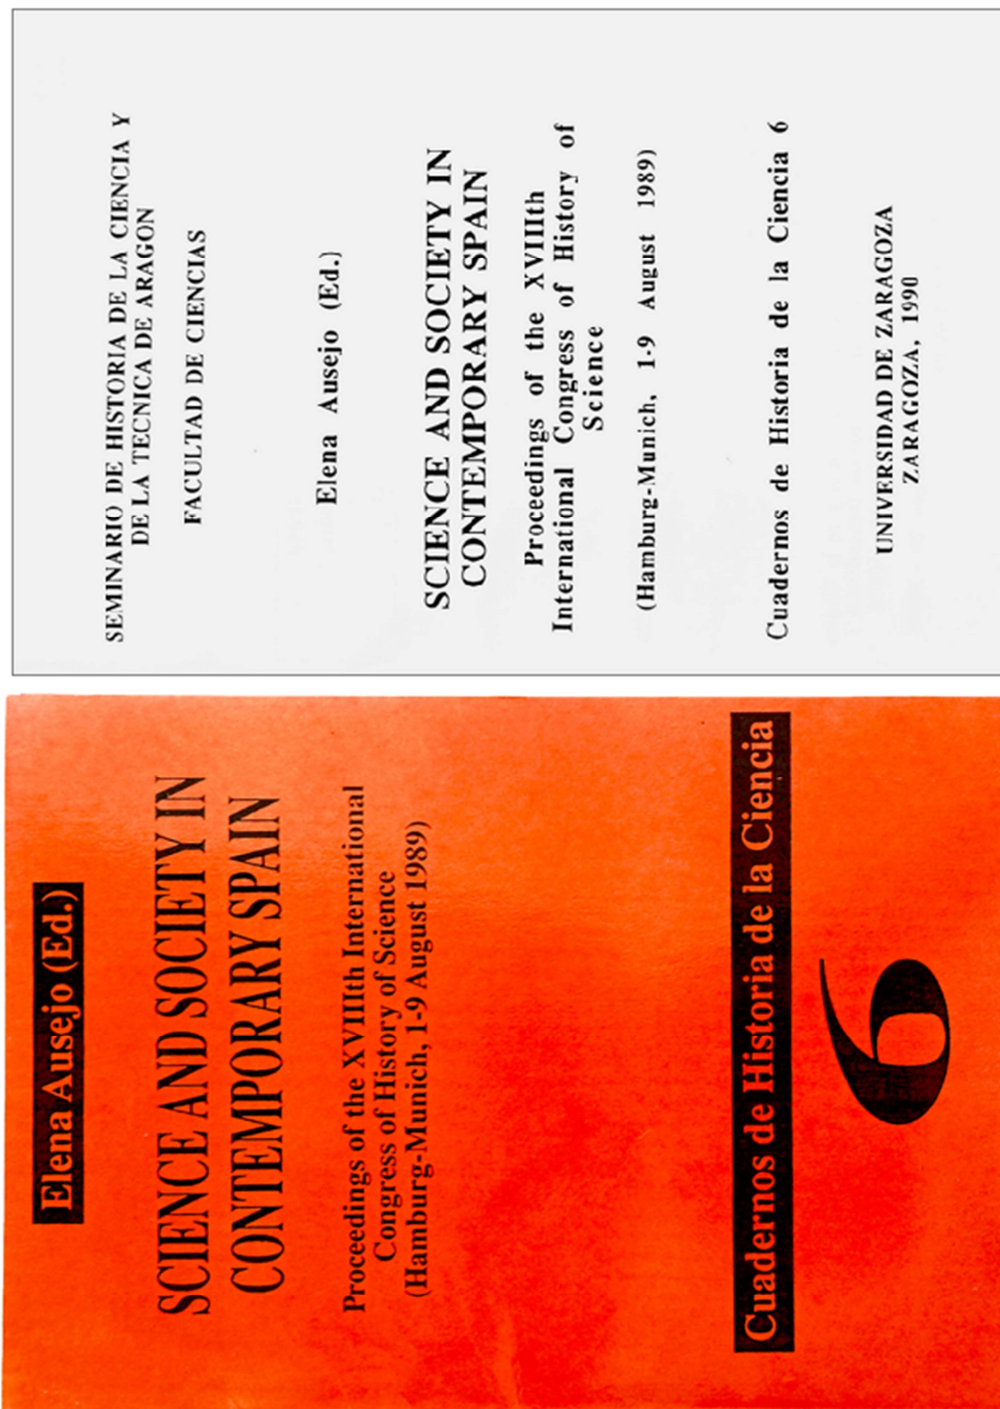 Elena Ausejo (Ed.)
SCIENCE AND SOCIETY IN
CONTEMPORARY SPAIN
Proceedings of the XVIIIth International
Congress of History of Science
(Hamburg-Munich, 1-9 August 1989)
Cuadernos de Historia de la Ciencia
6
SEMINARIO DE HISTORIA DE LA CIENCIA Y
DE LA TECNICA DE ARAGON
FACULTAD DE CIENCIAS
Elena Ausejo (Ed.)
SCIENCE AND SOCIETY IN
CONTEMPORARY SPAIN
Proceedings of the XVIIIth
International Congress of History of
Science
(Hamburg-Munich, 1-9 August 1989)
Cuadernos de Historia de la Ciencia 6
UNIVERSIDAD DE ZARAGOZA
ZARAGOZA, 1990